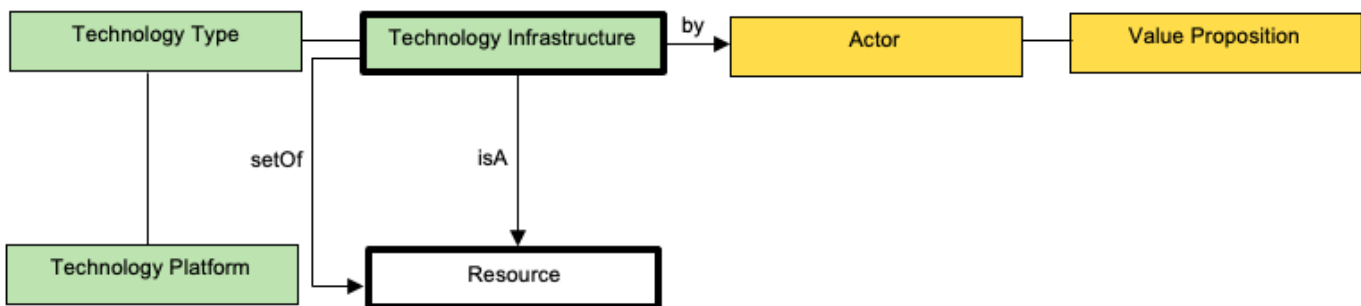 Technology Type
Technology Infrastructure
by
Actor
Value Proposition
setOf
isA
Technology Platform
Resource